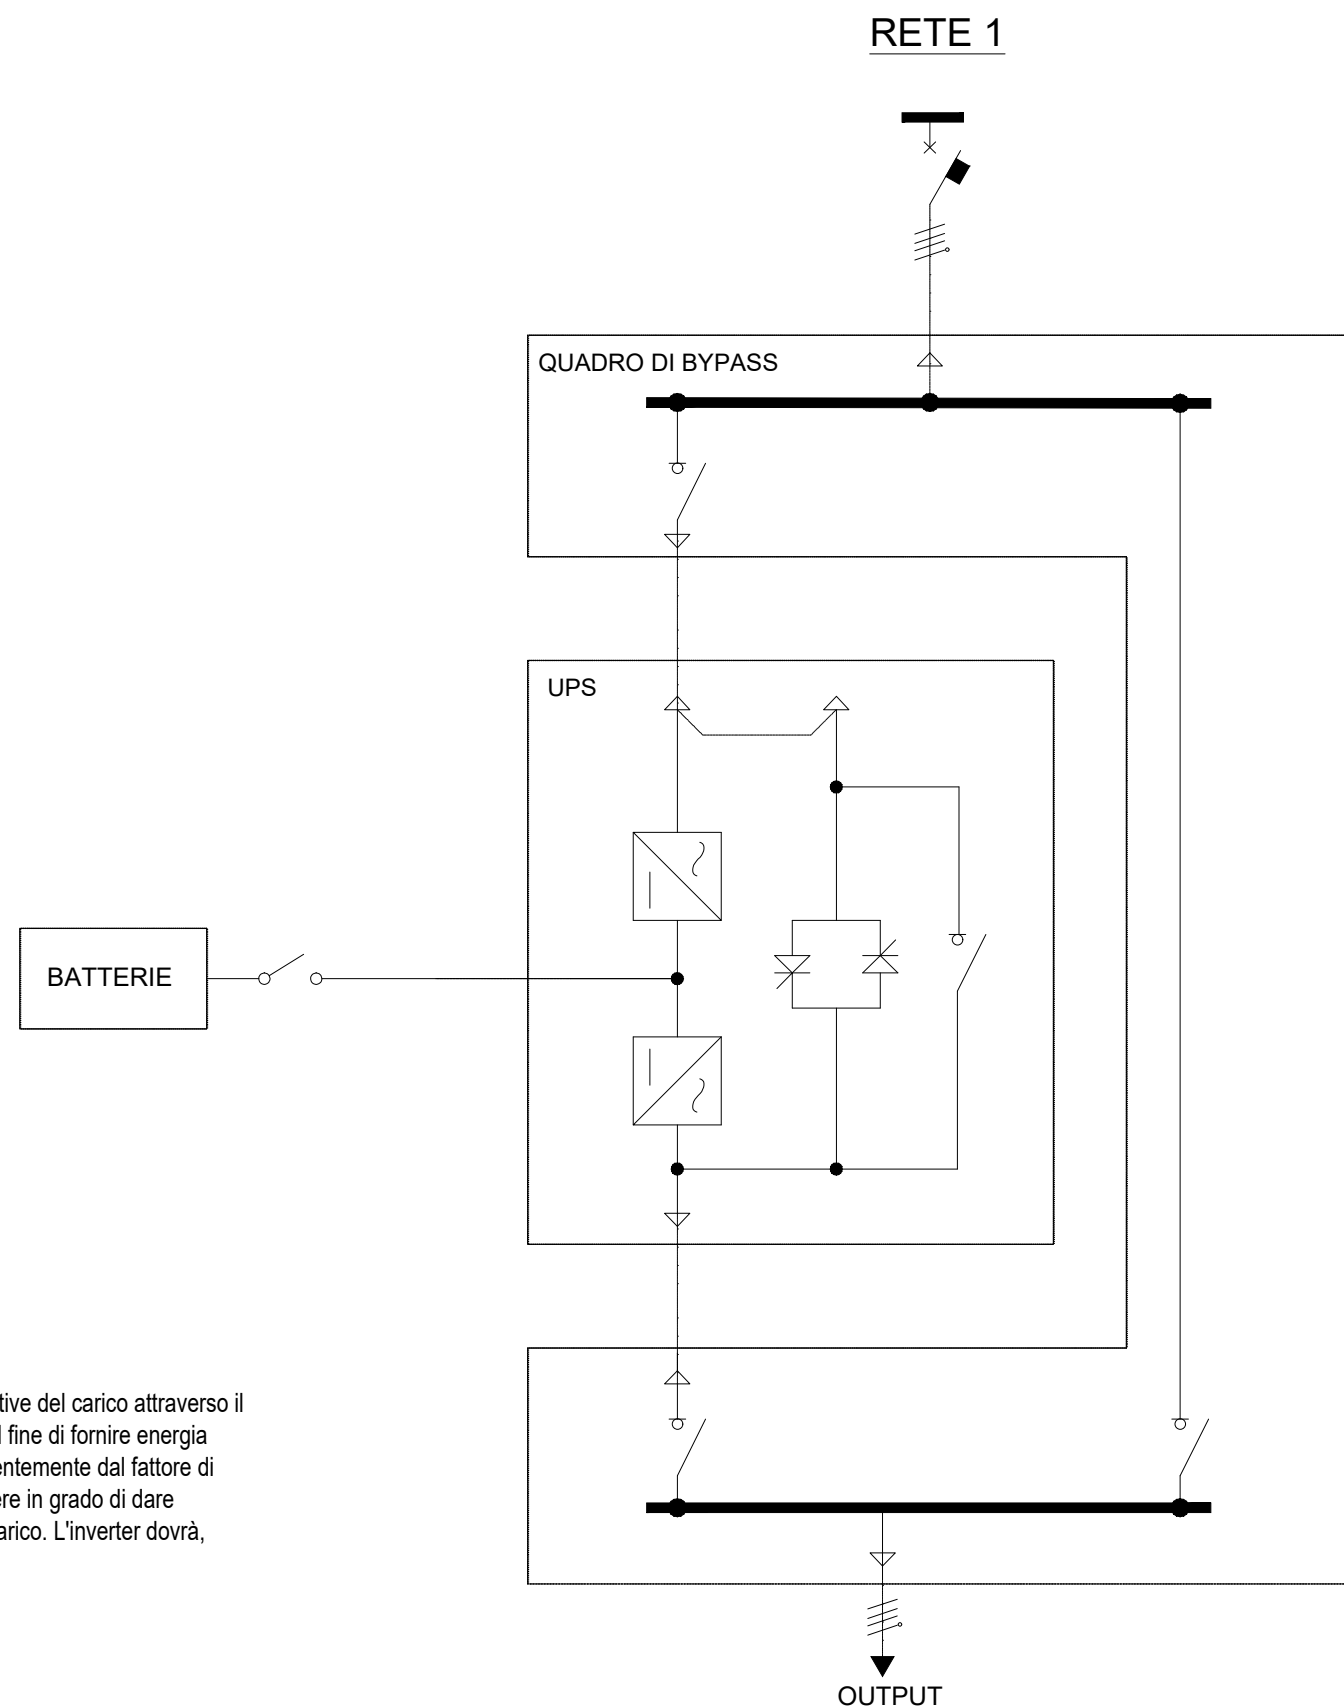 RETE 1
QUADRO DI BYPASS
UPS
BATTERIE
tive del carico attraverso il
fine di fornire energia
entemente dal fattore di
ere in grado di dare
arico. L'inverter dovrà,
OUTPUT